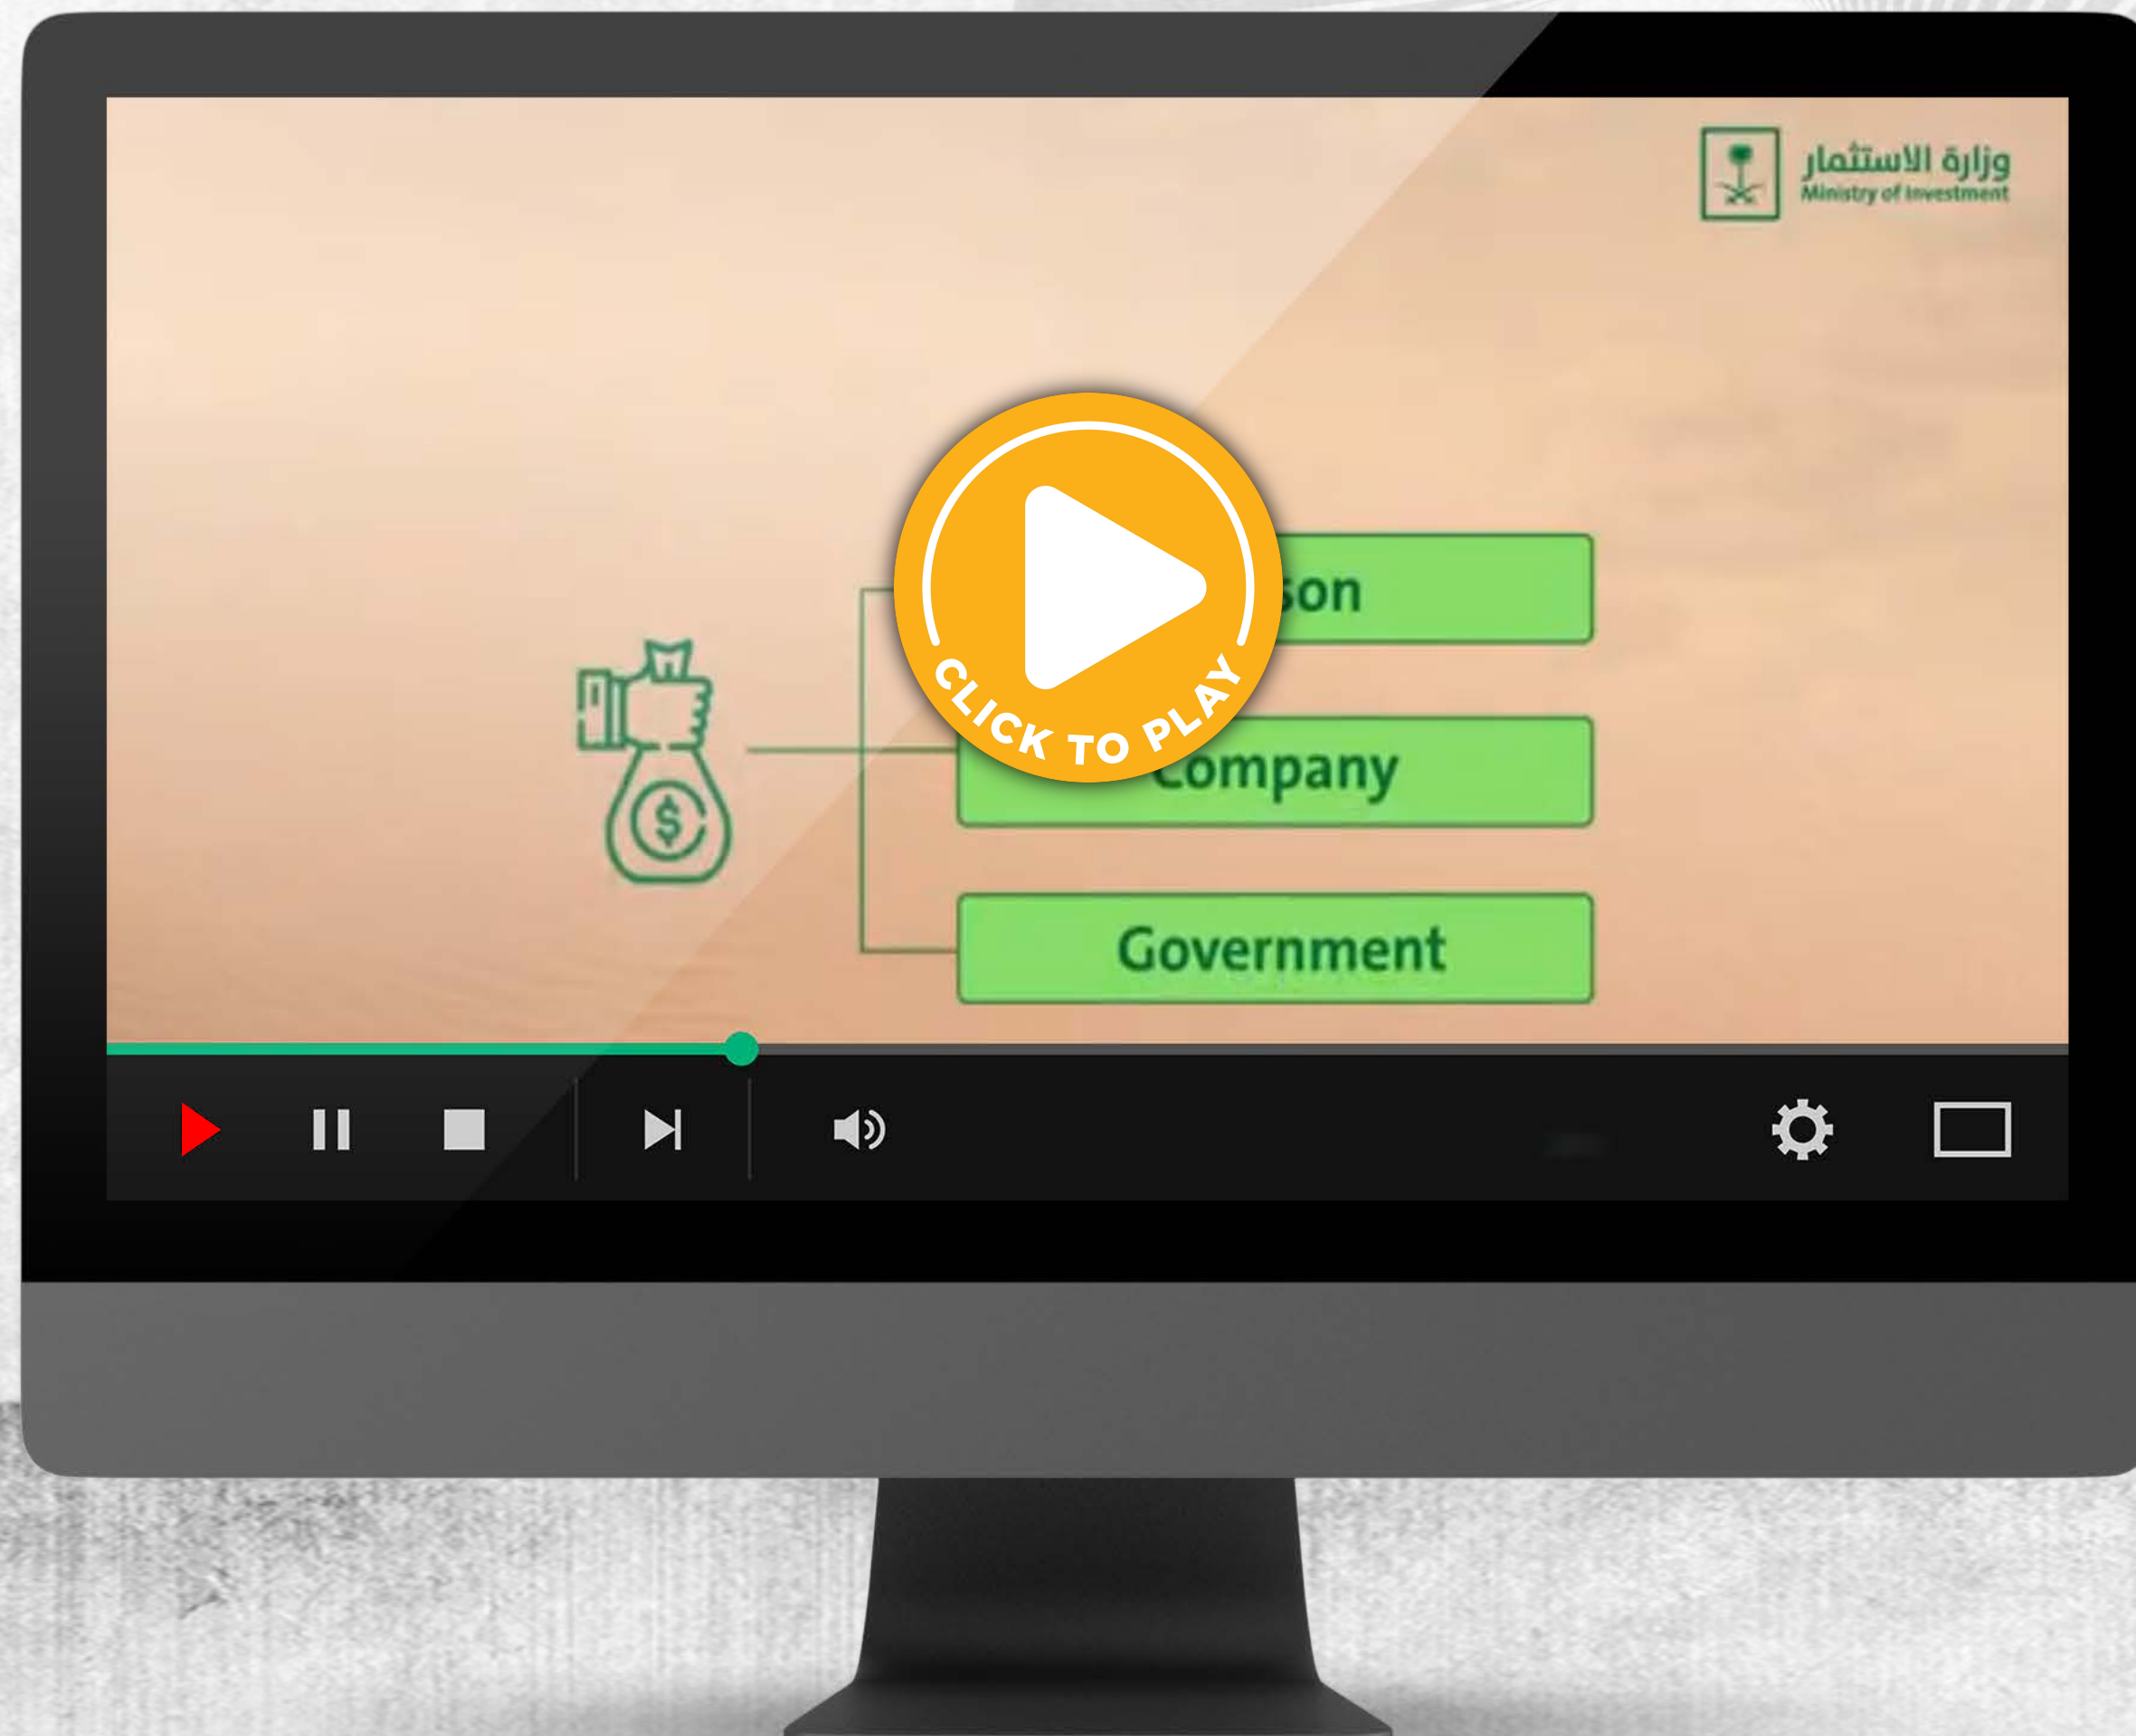 وزارة الاستثمار
Ministry of Investment
son
CLICK TO PLAY
Company
Government
$